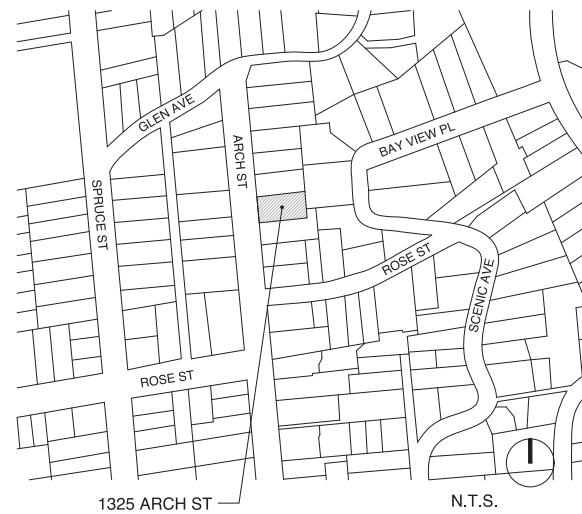 GLEN AVE
ARCH ST
BAY VIEW PL
SPRUCE ST
ROSE ST
SCENIC AVE
ROSE ST
1325 ARCH ST
N.T.S.